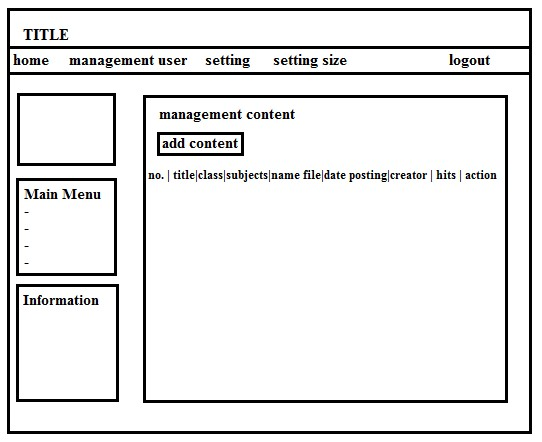 TITLE
home management user setting setting size logout
management content
add content
no. | title|class|subjects|name file|date posting|creator | hits | action
Main Menu
-
-
-
-
Information